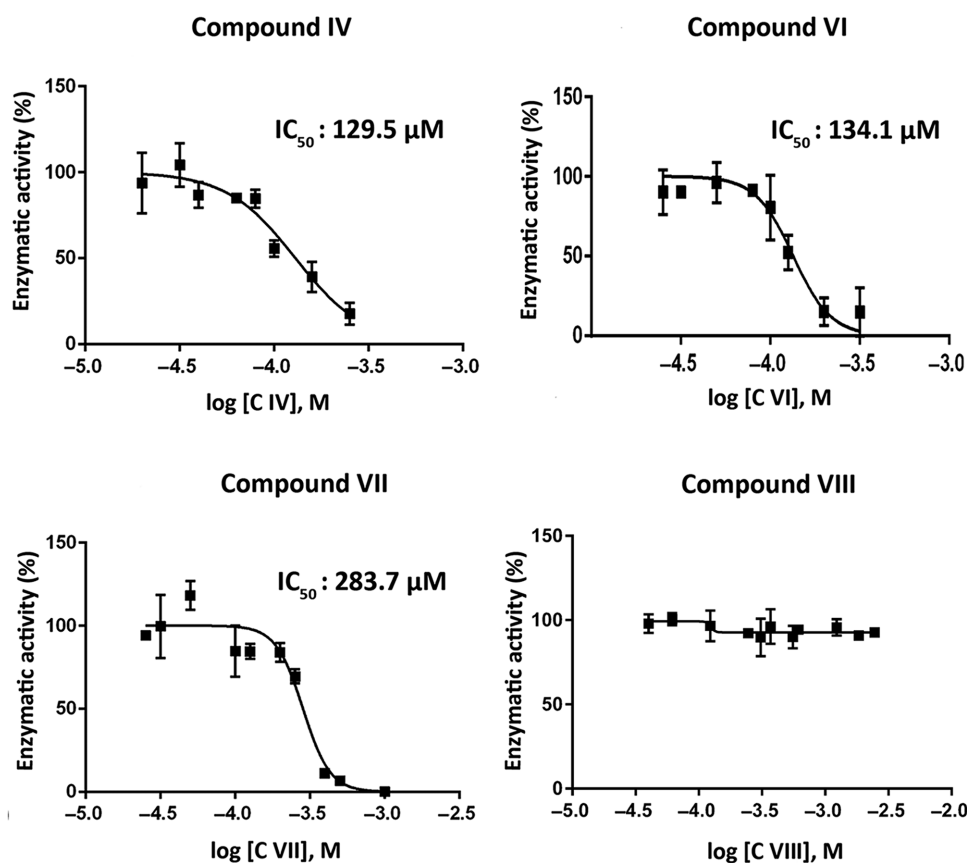 Compound IV
Enzymatic activity (%)
150
100
50
0
IC50 : 129.5 µM
–5.0 –4.5 –4.0 –3.5 –3.0
log [C IV], M
Compound VI
Enzymatic activity (%)
150
100
50
0
IC50 : 134.1 µM
–4.5 –4.0 –3.5 –3.0
log [C VI], M
Compound VII
Enzymatic activity (%)
150
100
50
0
IC50 : 283.7 µM
–5.0 –4.5 –4.0 –3.5 –3.0 –2.5
log [C VII], M
Compound VIII
Enzymatic activity (%)
150
100
50
0
–5.0 –4.5 –4.0 –3.5 –3.0 –2.5 –2.0
log [C VIII], M